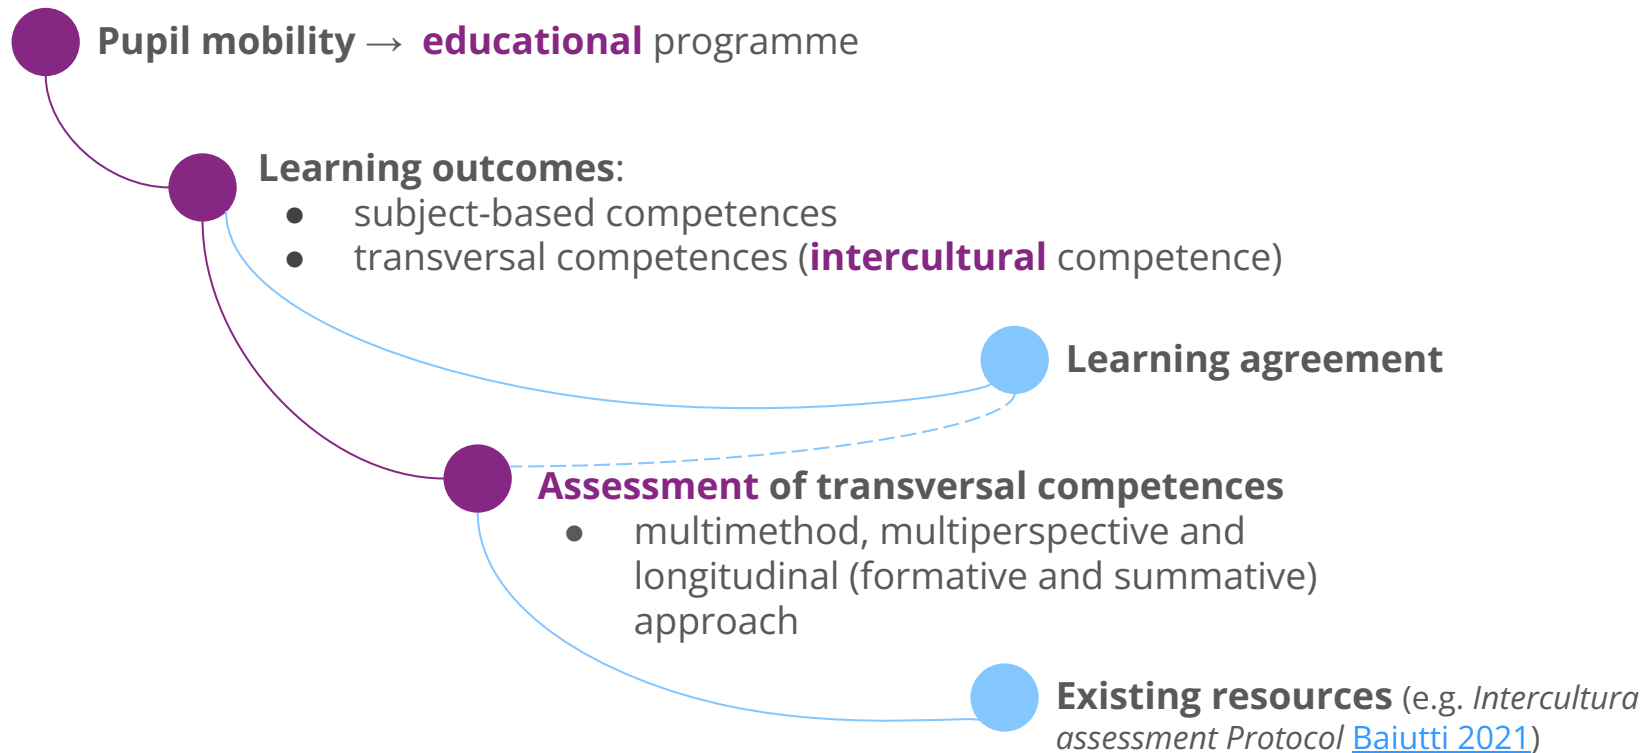 Pupil mobility → educational programme
Learning outcomes:
● subject-based competences
● transversal competences (intercultural competence)
Learning agreement
Assessment of transversal competences
● multimethod, multiperspective and
longitudinal (formative and summative)
approach
Existing resources (e.g. Intercultura
assessment Protocol Baiutti 2021)